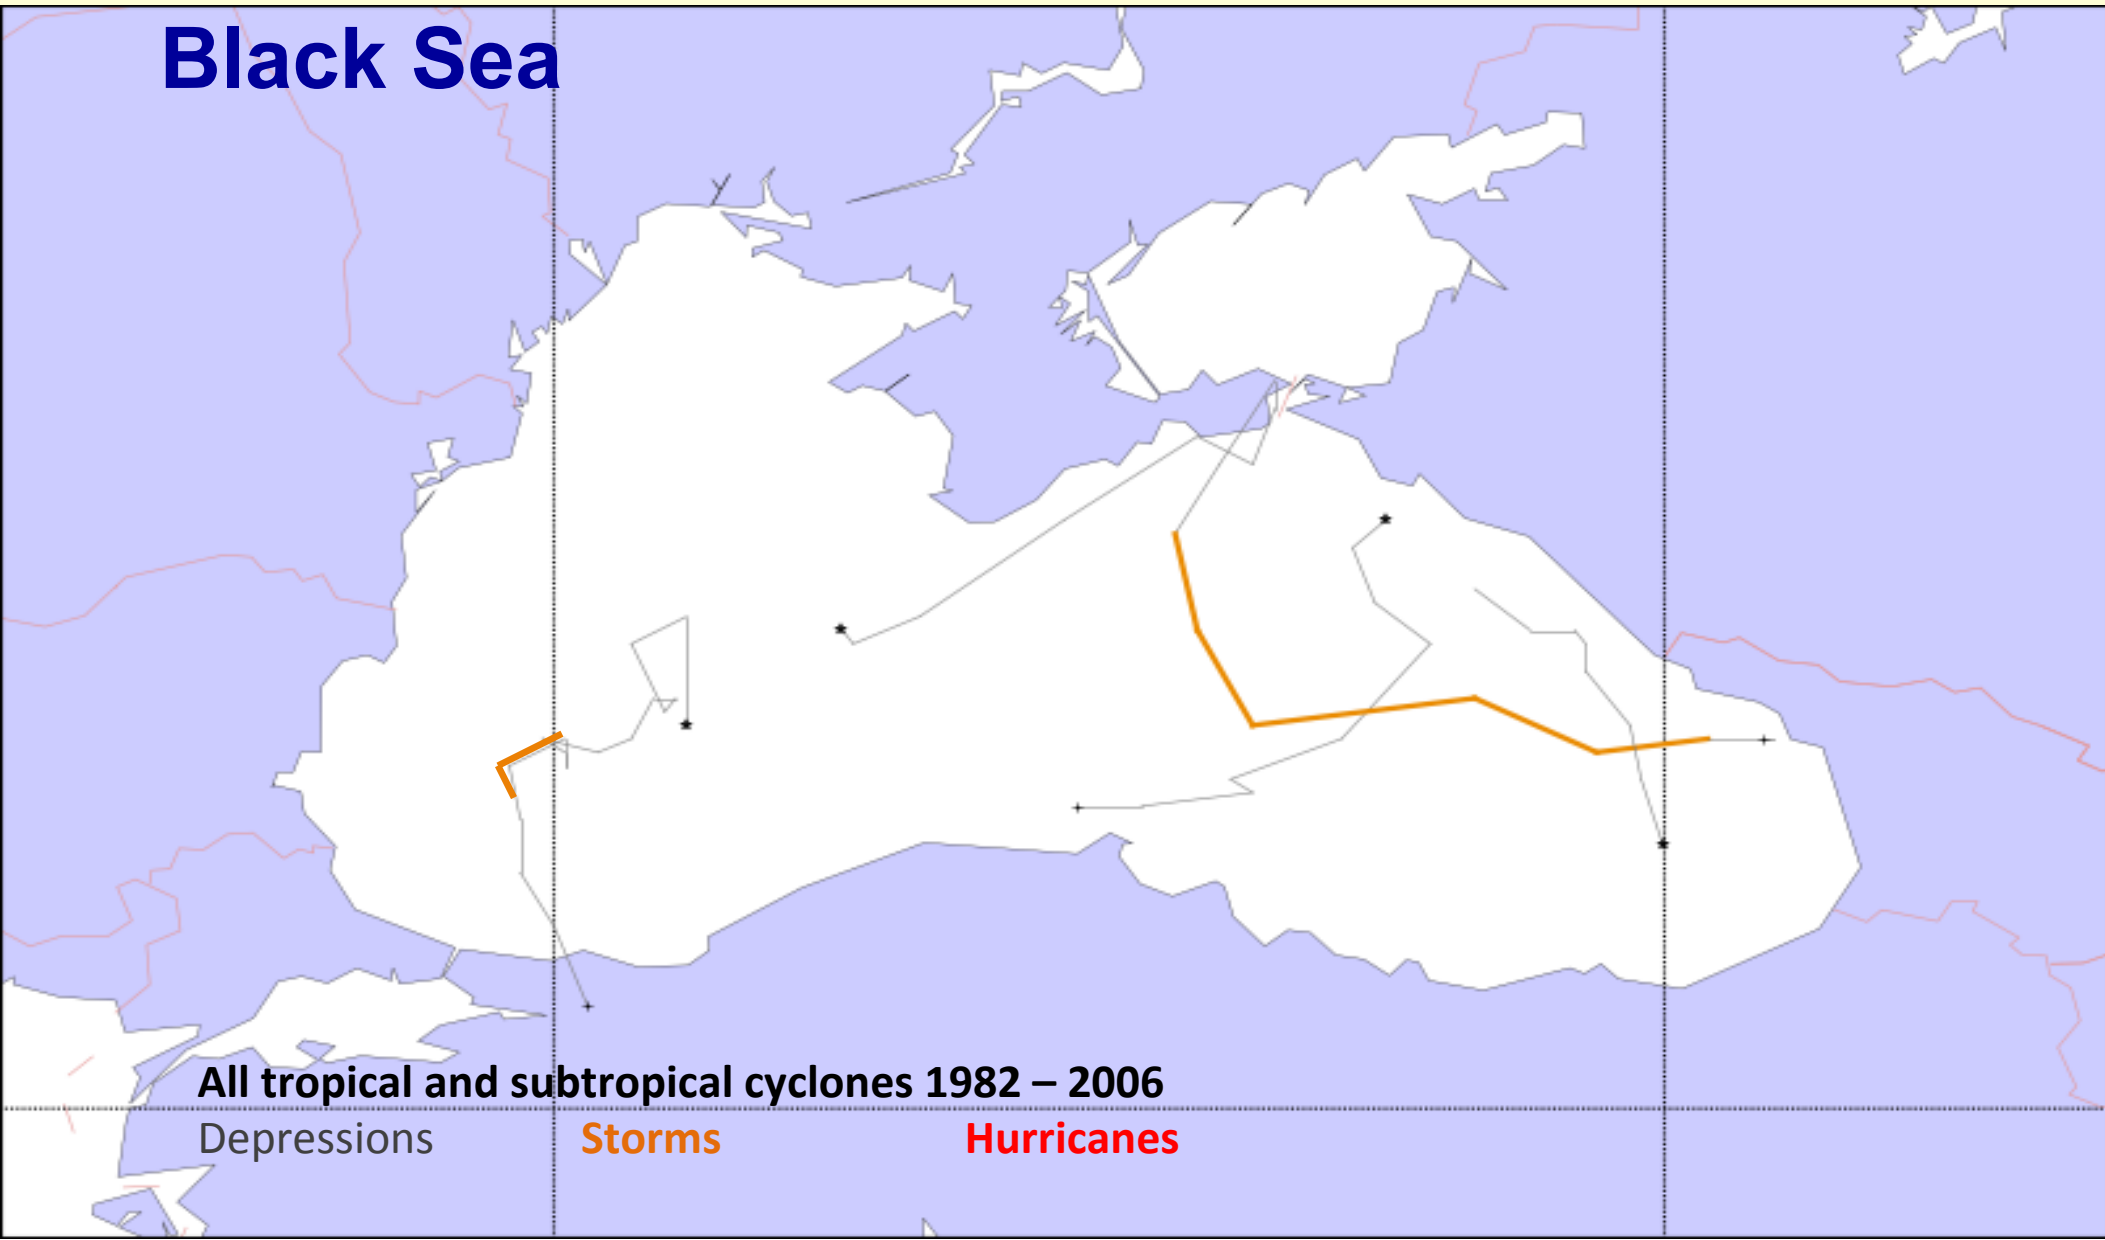 Black Sea
All tropical and subtropical cyclones 1982 – 2006
Depressions Storms Hurricanes